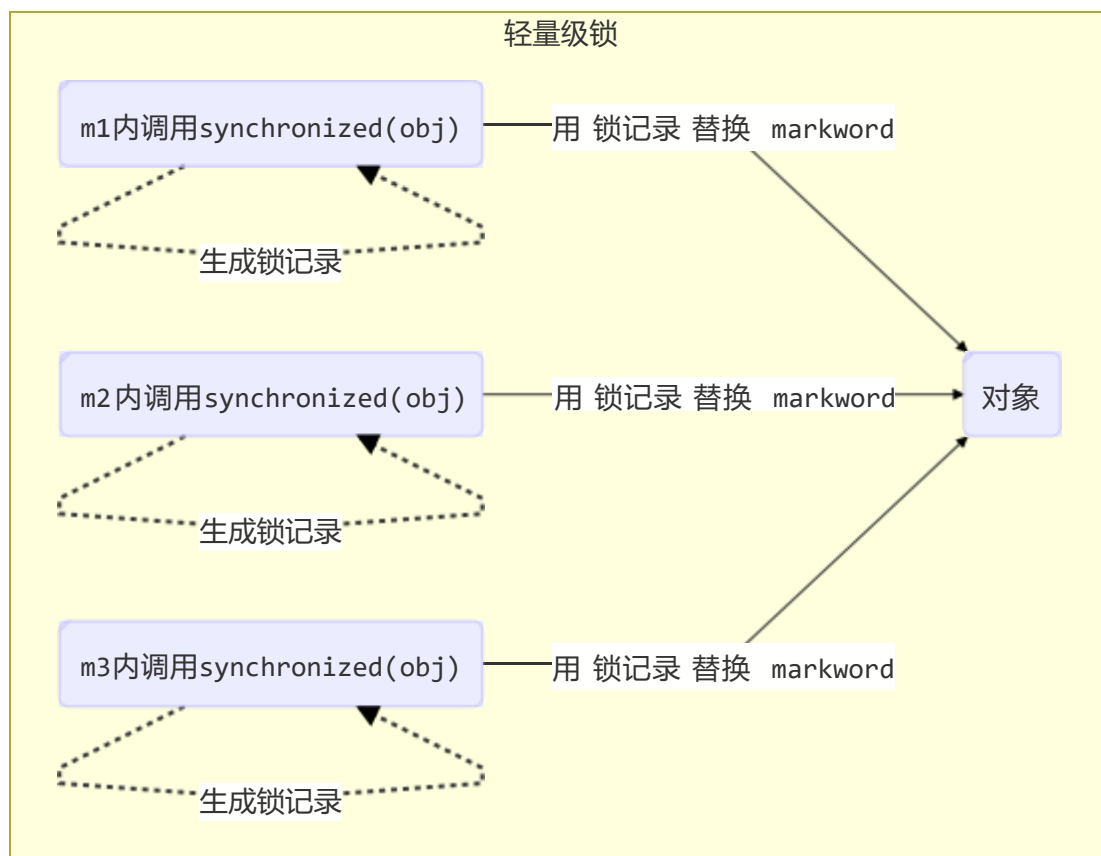 轻量级锁
m1内调用synchronized(obj)
用 锁记录 替换 markword
生成锁记录
m2内调用synchronized(obj)
用 锁记录 替换 markword
对象
生成锁记录
m3内调用synchronized(obj)
用 锁记录 替换 markword
生成锁记录